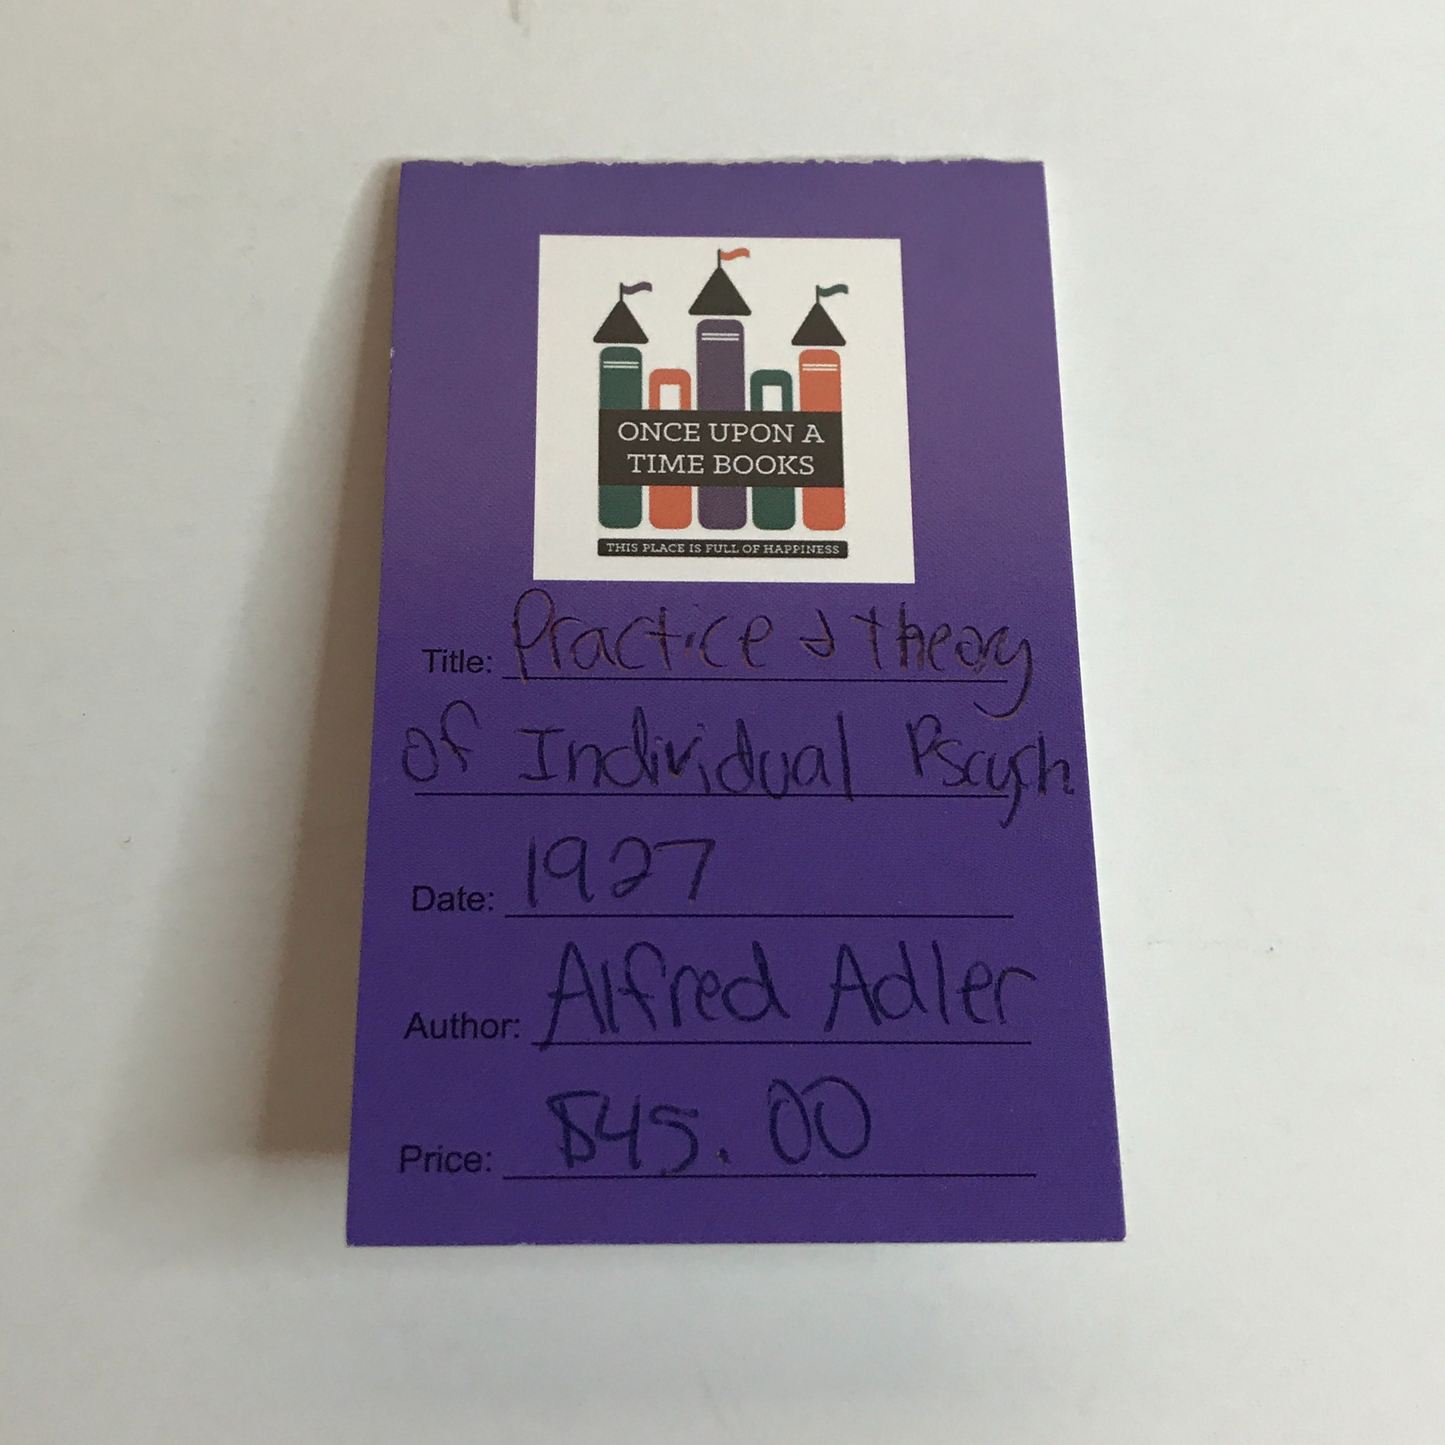 ONCE UPON A
TIME BOOKS
THIS PLACE IS FULL OF HAPPINESS
Title: Practice & theory
of Individual Pscych
Date: 1927
Author: Alfred Adler
Price: $45.00